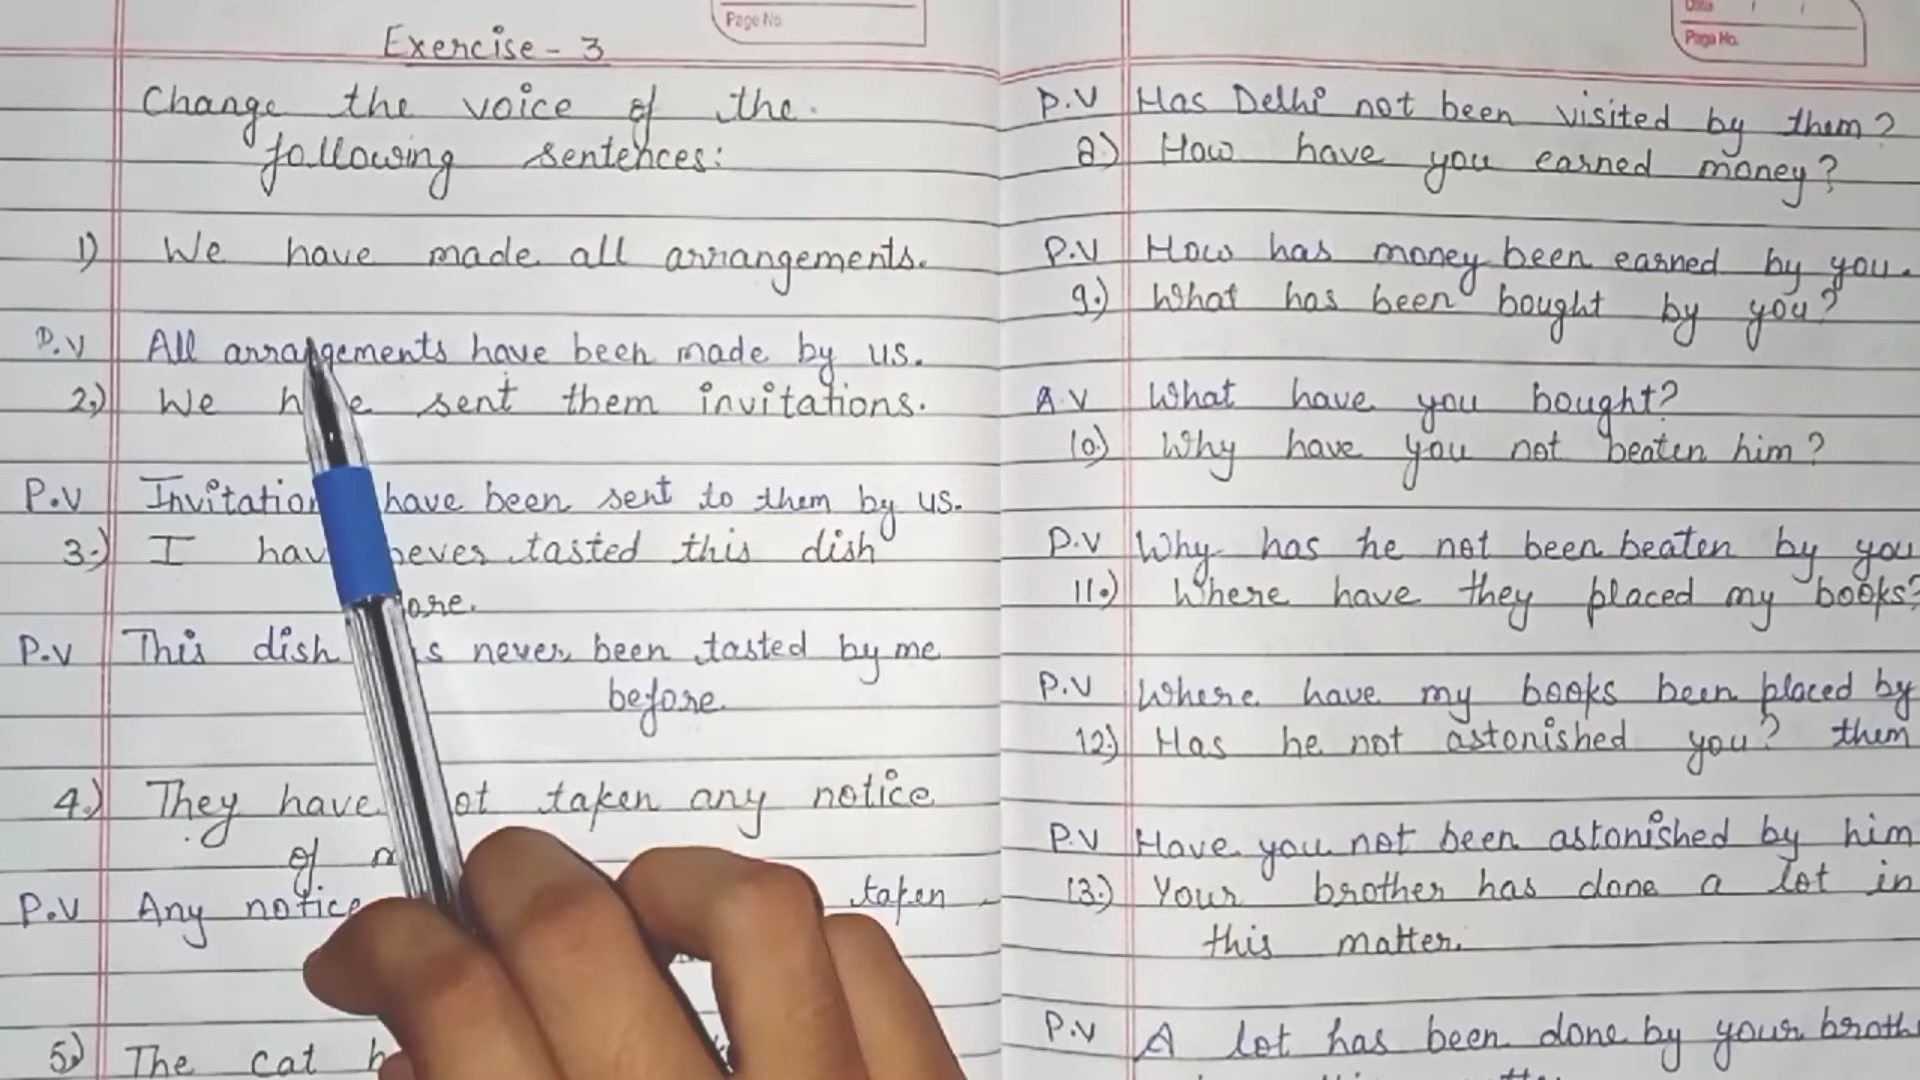 Page No.
Exercise - 3
Change the voice of the
following sentences:
1) We have made all arrangements.
P.V All arrangements have been made by us.
2.) We sent them invitations.
P.V have been sent to them by us.
3.) I never tasted this dish
P.V This dish never been tasted by me
before.
4.) They have taken any notice
of
P.V Any notice taken
5.) The cat
Date / /
Page No.
P.V Has Delhi not been visited by them?
8.) How have you earned money?
P.V How has money been earned by you.
9.) What has been bought by you?
A.V What have you bought?
10.) Why have you not beaten him?
P.V Why has he not been beaten by you
11.) Where have they placed my books?
P.V Where have my books been placed by
them
12.) Has he not astonished you?
P.V Have you not been astonished by him
13.) Your brother has done a lot in
this matter.
P.V A lot has been done by your broth